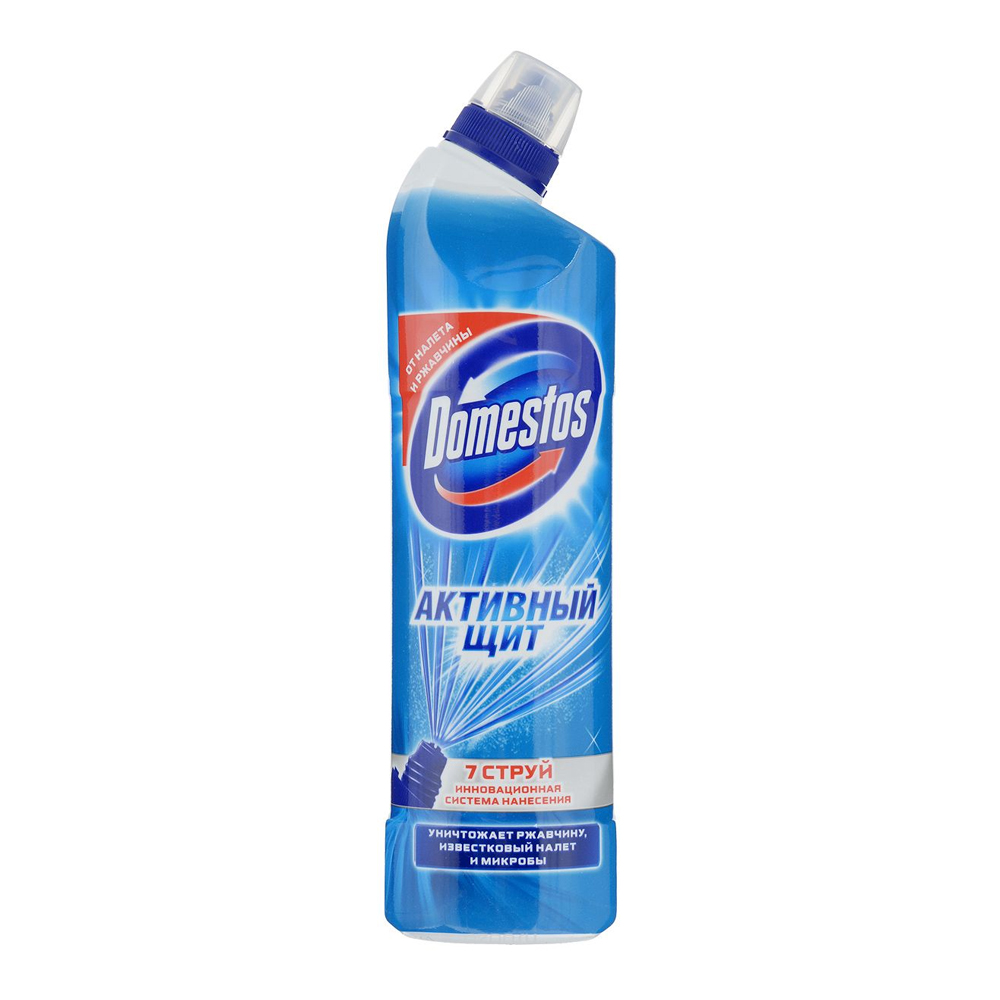 ОТ НАЛЕТА
И РЖАВЧИНЫ
Domestos
АКТИВНЫЙ
ЩИТ
7 СТРУЙ
ИННОВАЦИОННАЯ
СИСТЕМА НАНЕСЕНИЯ
УНИЧТОЖАЕТ РЖАВЧИНУ,
ИЗВЕСТКОВЫЙ НАЛЕТ
И МИКРОБЫ